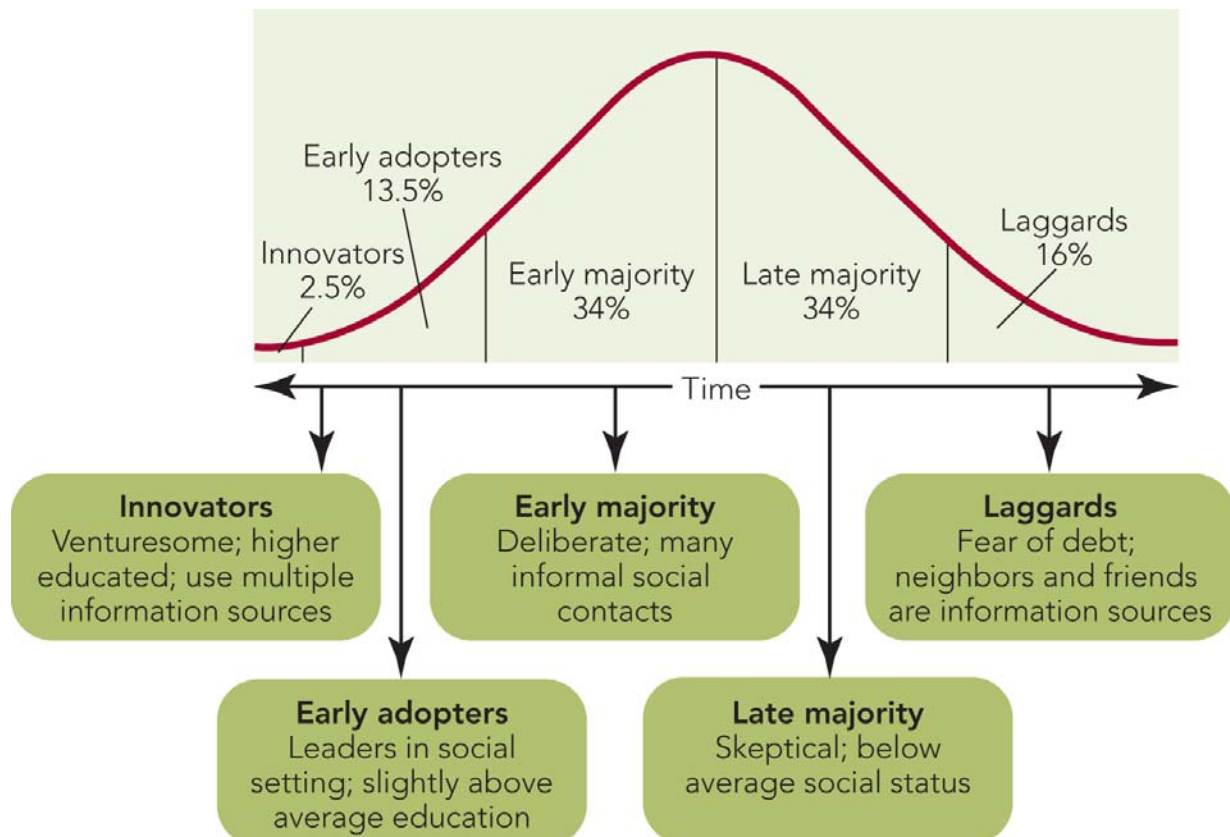 Early adopters
13.5%
Innovators
2.5%
Early majority
34%
Late majority
34%
Laggards
16%
Time
Innovators
Venturesome; higher
educated; use multiple
information sources
Early adopters
Leaders in social
setting; slightly above
average education
Early majority
Deliberate; many
informal social
contacts
Late majority
Skeptical; below
average social status
Laggards
Fear of debt;
neighbors and friends
are information sources